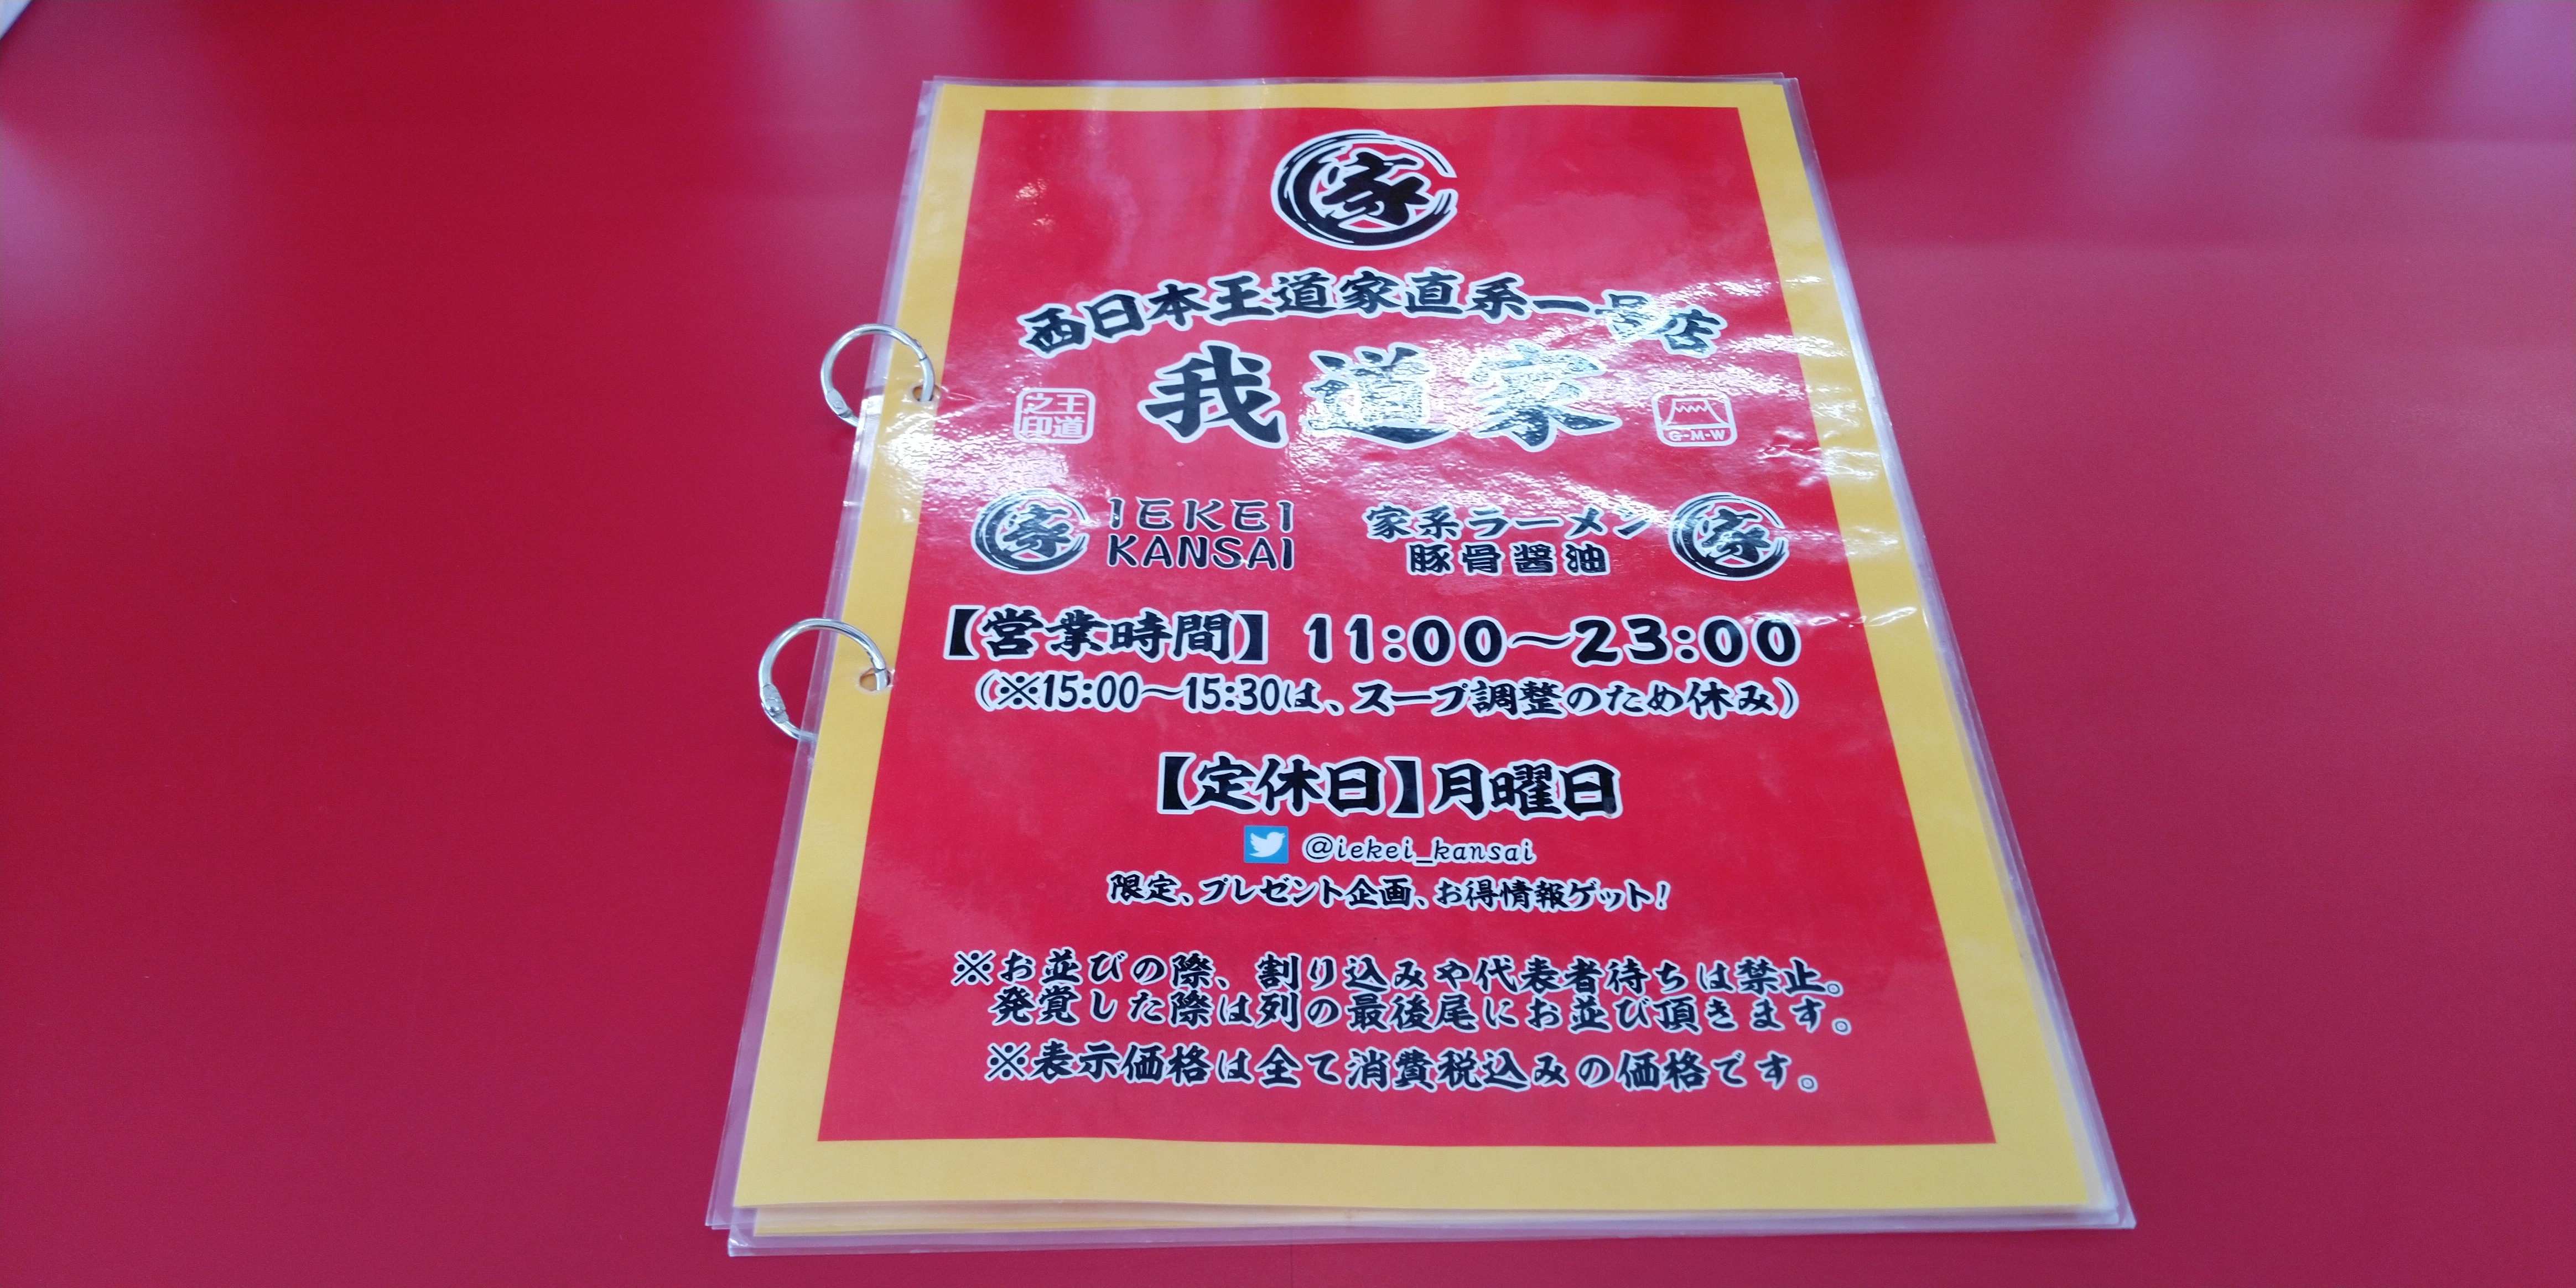 家
西日本王道家直系一号店
我道家
王道之印
G·M·W
家 IEKEI KANSAI
家系ラーメン 家
豚骨醤油
【営業時間】 11:00〜23:00
(※15:00〜15:30は、スープ調整のため休み)
【定休日】月曜日
@iekei_kansai
限定、プレゼント企画、お得情報ゲット!
※お並びの際、割り込みや代表者待ちは禁止。
発覚した際は列の最後尾にお並び頂きます。
※表示価格は全て消費税込みの価格です。